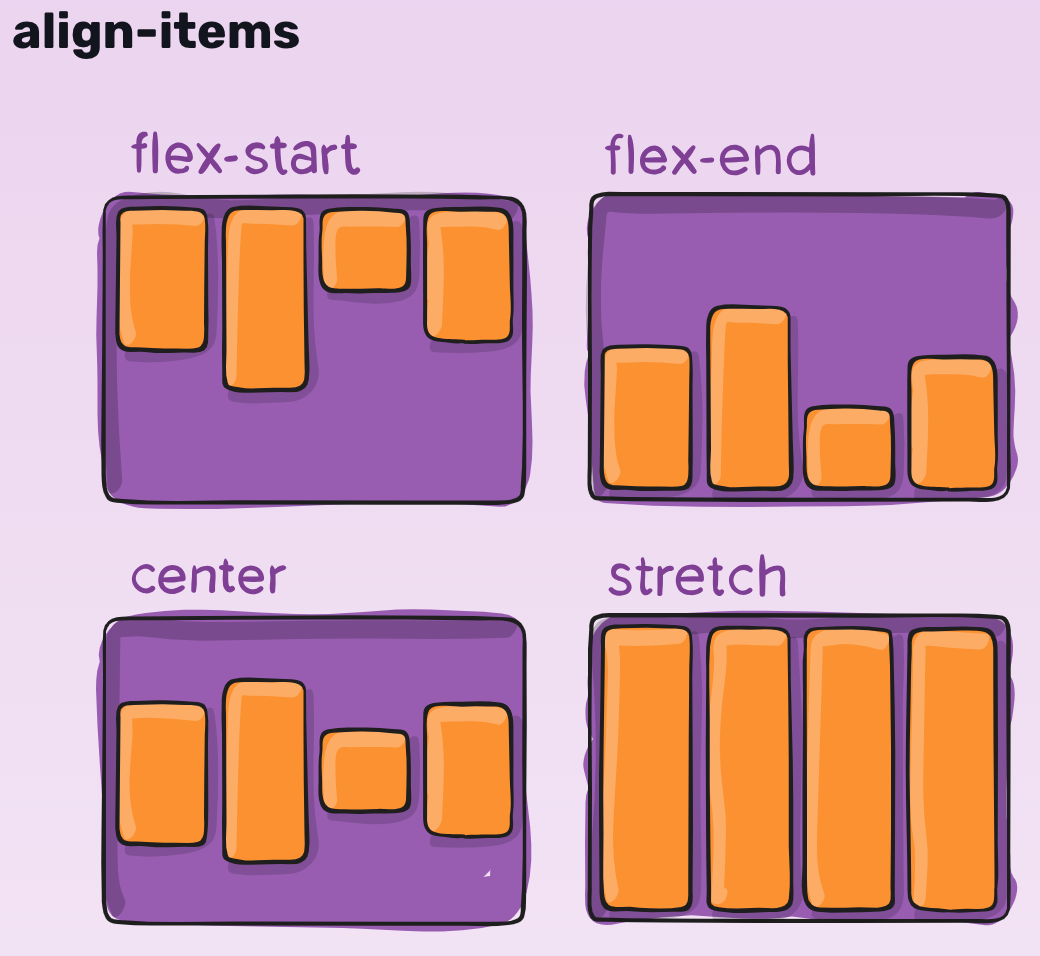 align-items
flex-start
flex-end
center
stretch